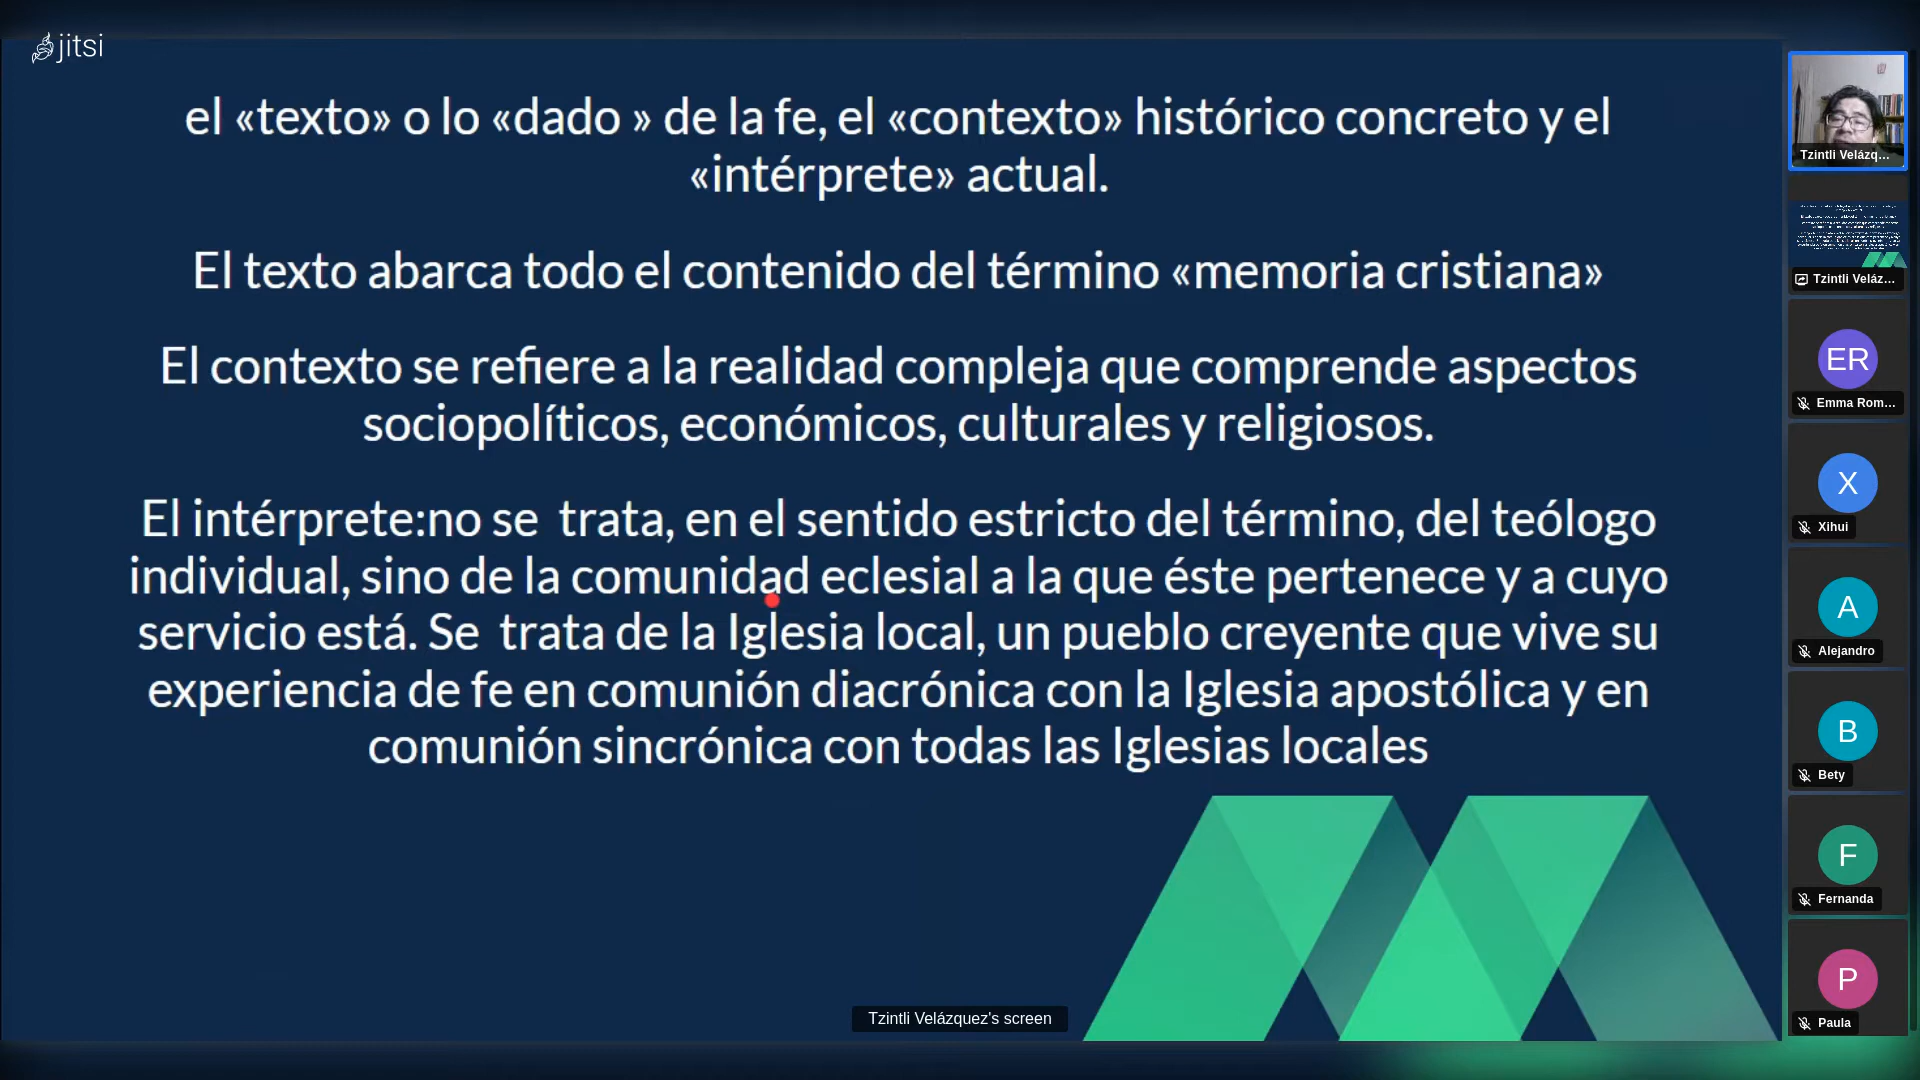 jitsi
el «texto» o lo «dado » de la fe, el «contexto» histórico concreto y el
«intérprete» actual.
El texto abarca todo el contenido del término «memoria cristiana»
El contexto se refiere a la realidad compleja que comprende aspectos
sociopolíticos, económicos, culturales y religiosos.
El intérprete:no se  trata, en el sentido estricto del término, del teólogo
individual, sino de la comunidad eclesial a la que éste pertenece y a cuyo
servicio está. Se  trata de la Iglesia local, un pueblo creyente que vive su
experiencia de fe en comunión diacrónica con la Iglesia apostólica y en
comunión sincrónica con todas las Iglesias locales
Tzintli Velázquez's screen
Tzintli Velázq...
Tzintli Veláz...
ER
Emma Rom...
X
Xihui
A
Alejandro
B
Bety
F
Fernanda
P
Paula